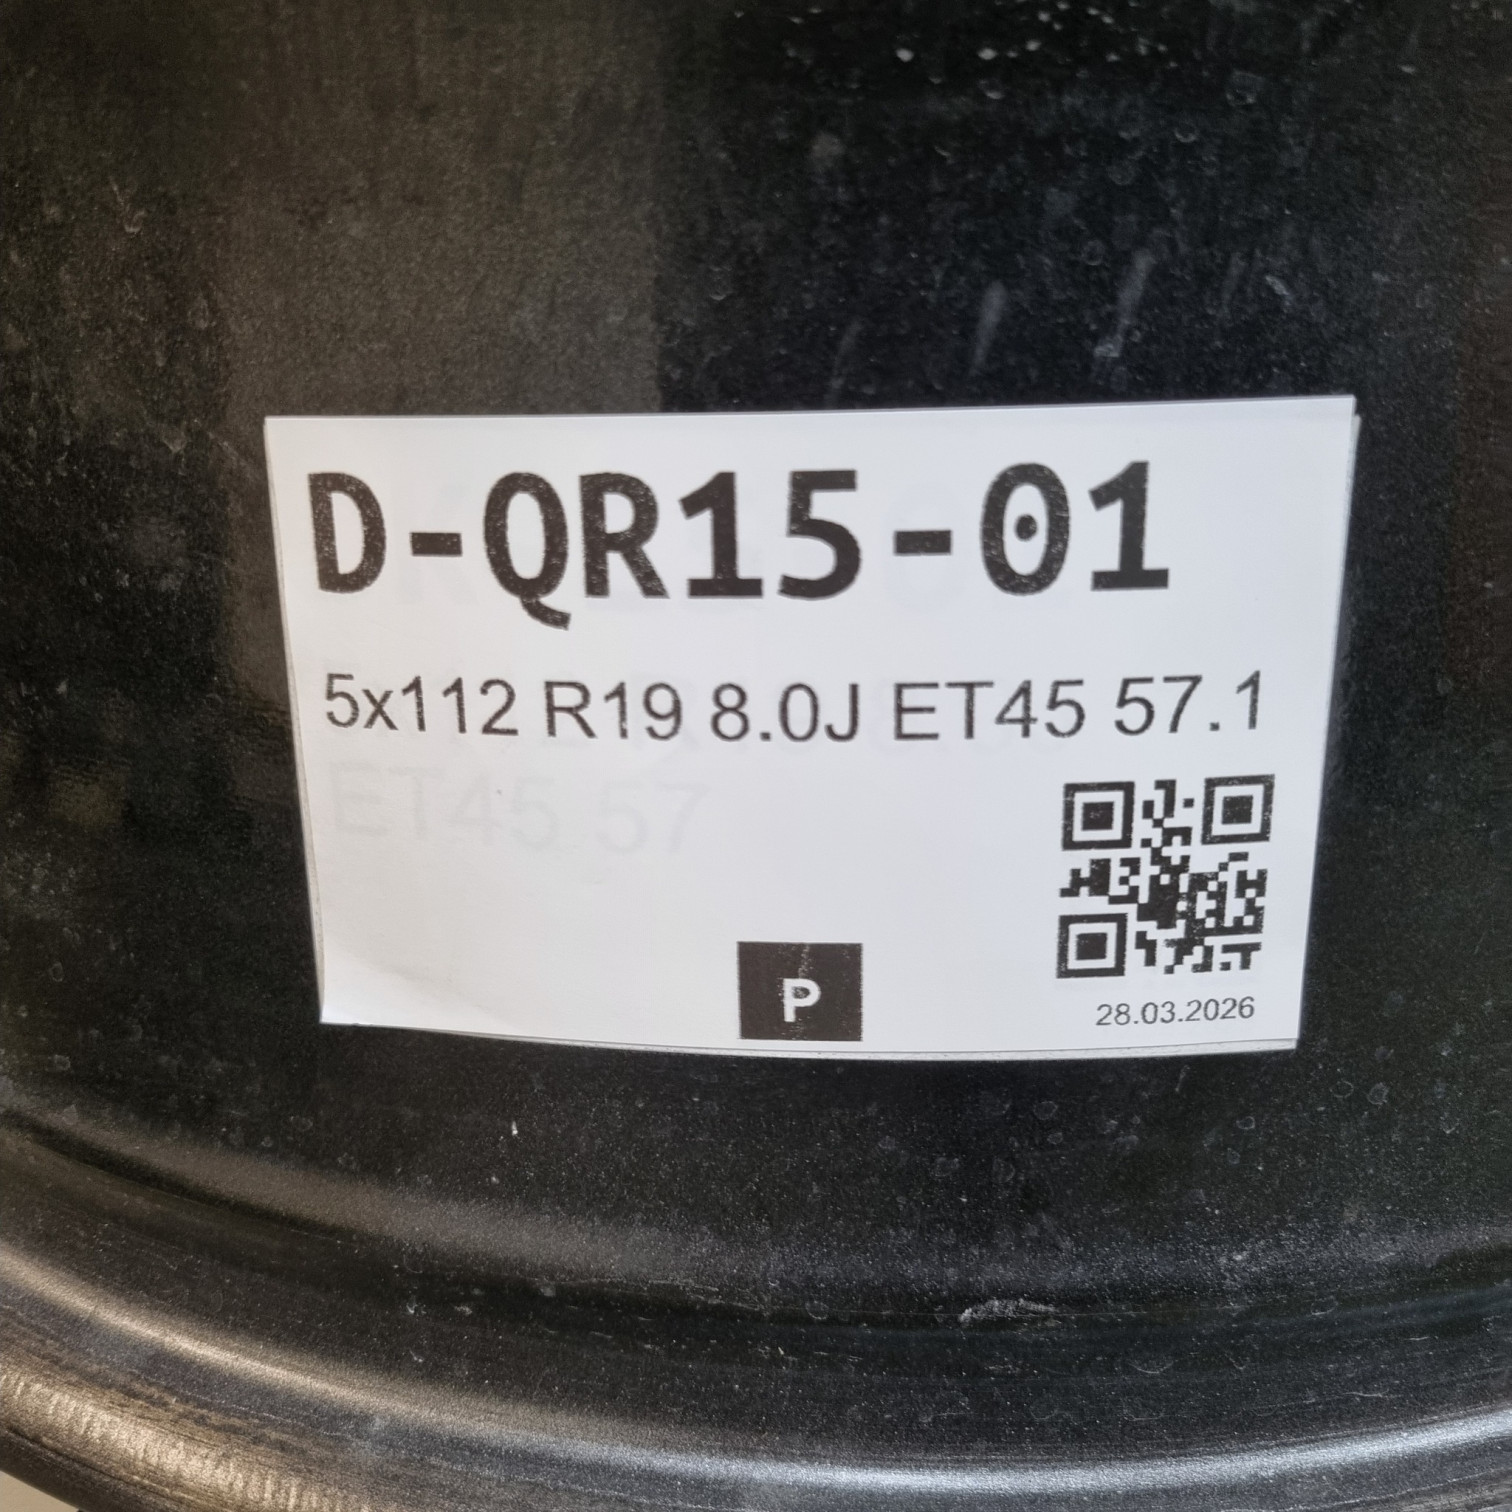 D-QR15-01
5x112 R19 8.0J ET45 57.1
ET45 57
P
28.03.2026